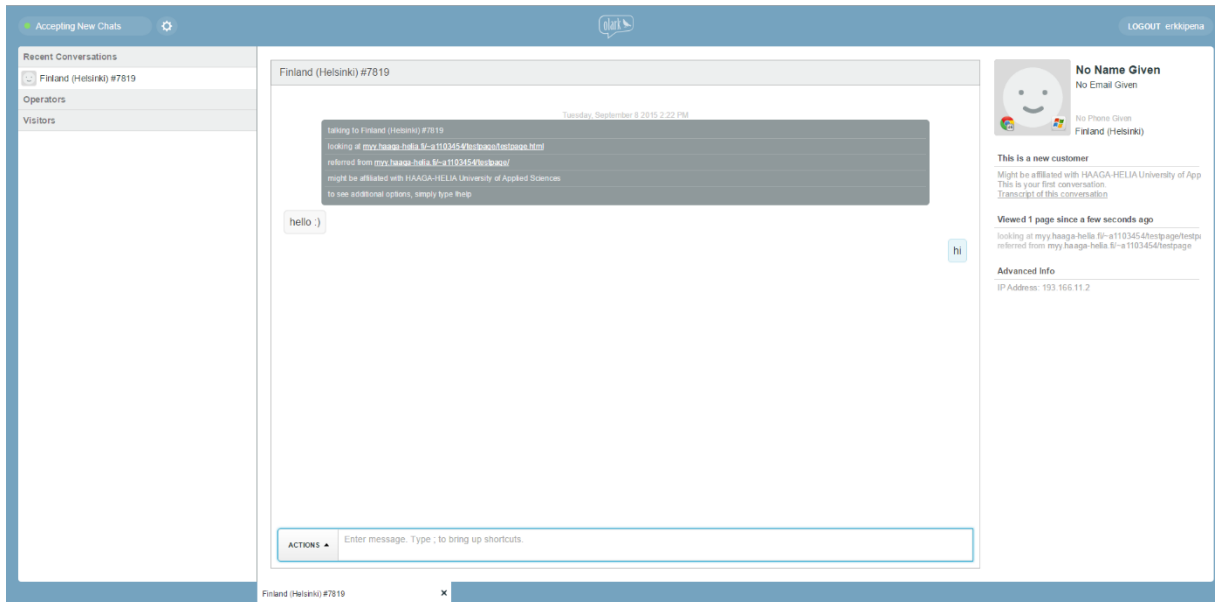 Accepting New Chats
olark
LOGOUT erkkipena
Recent Conversations
Finland (Helsinki) #7819
Operators
Visitors
Finland (Helsinki) #7819
Tuesday, September 8 2015 2:22 PM
talking to Finland (Helsinki) #7819
looking at myy.haaga-helia.fi/~a1103454/testpage/testpage.html
referred from myy.haaga-helia.fi/~a1103454/testpage/
might be affiliated with HAAGA-HELIA University of Applied Sciences
to see additional options, simply type !help
hello :)
hi
ACTIONS ▲
Enter message. Type ; to bring up shortcuts.
Finland (Helsinki) #7819 ×
No Name Given
No Email Given
No Phone Given
Finland (Helsinki)
This is a new customer
Might be affiliated with HAAGA-HELIA University of App
This is your first conversation.
Transcript of this conversation
Viewed 1 page since a few seconds ago
looking at myy.haaga-helia.fi/~a1103454/testpage/testpa
referred from myy.haaga-helia.fi/~a1103454/testpage
Advanced Info
IP Address: 193.166.11.2